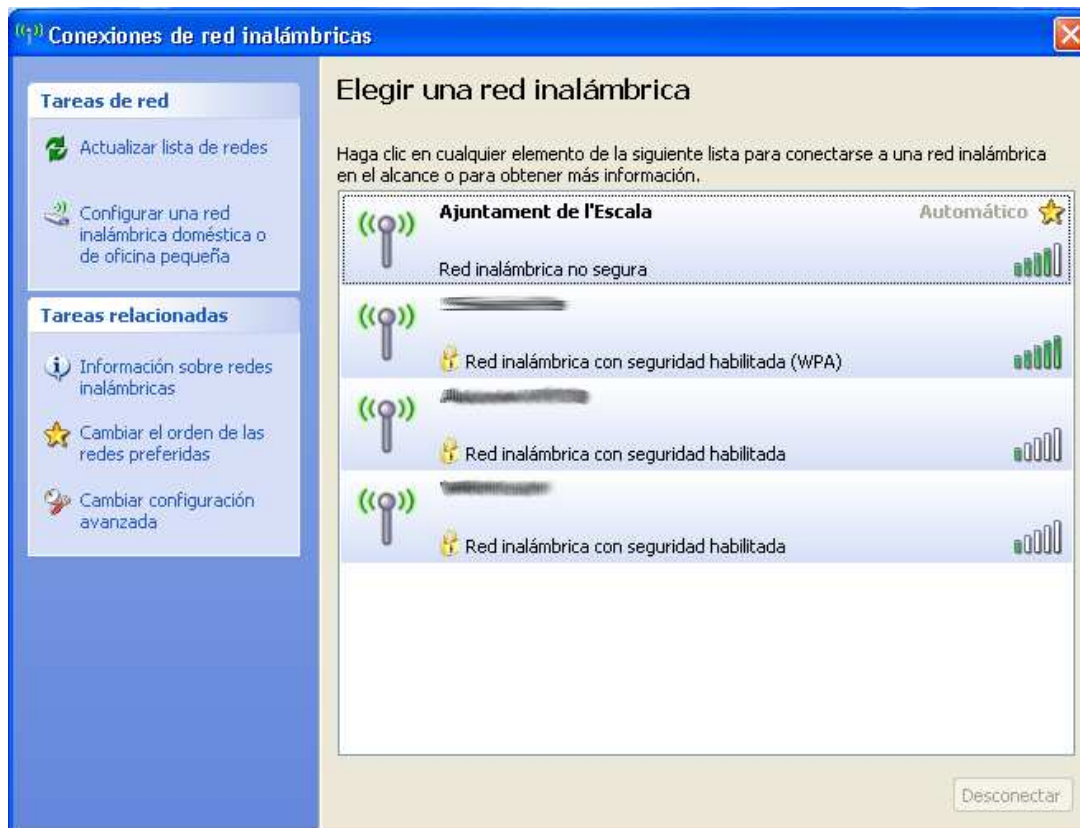 Conexiones de red inalámbricas
Tareas de red
Actualizar lista de redes
Configurar una red
inalámbrica doméstica o
de oficina pequeña
Tareas relacionadas
Información sobre redes
inalámbricas
Cambiar el orden de las
redes preferidas
Cambiar configuración
avanzada
Elegir una red inalámbrica
Haga clic en cualquier elemento de la siguiente lista para conectarse a una red inalámbrica
en el alcance o para obtener más información.
Ajuntament de l'Escala Automático
Red inalámbrica no segura
Red inalámbrica con seguridad habilitada (WPA)
Red inalámbrica con seguridad habilitada
Red inalámbrica con seguridad habilitada
Desconectar